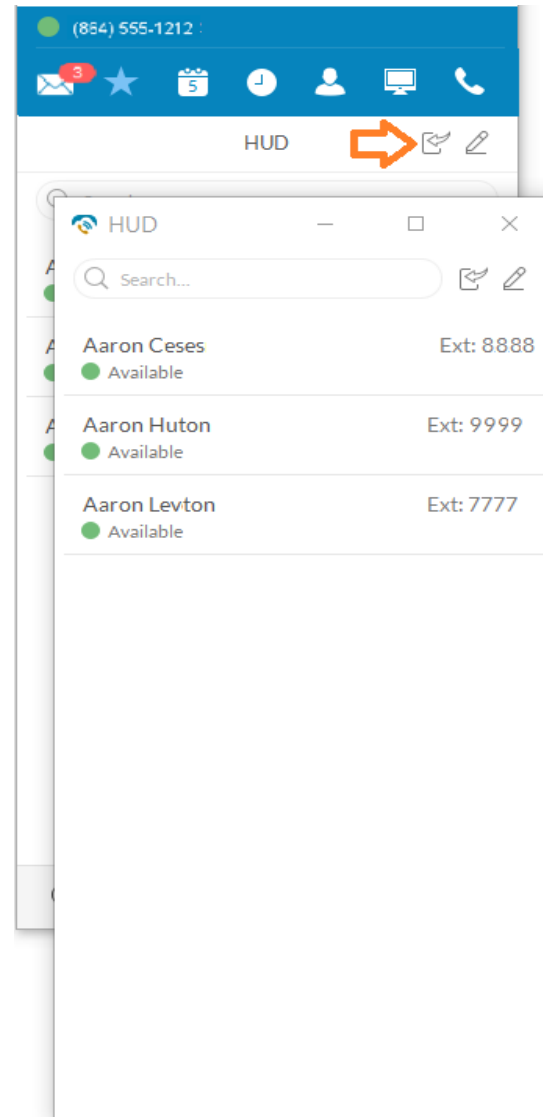 (864) 555-1212
3
5
HUD
HUD
Search...
Aaron Ceses
Ext: 8888
Available
Aaron Huton
Ext: 9999
Available
Aaron Levton
Ext: 7777
Available
A
A
A